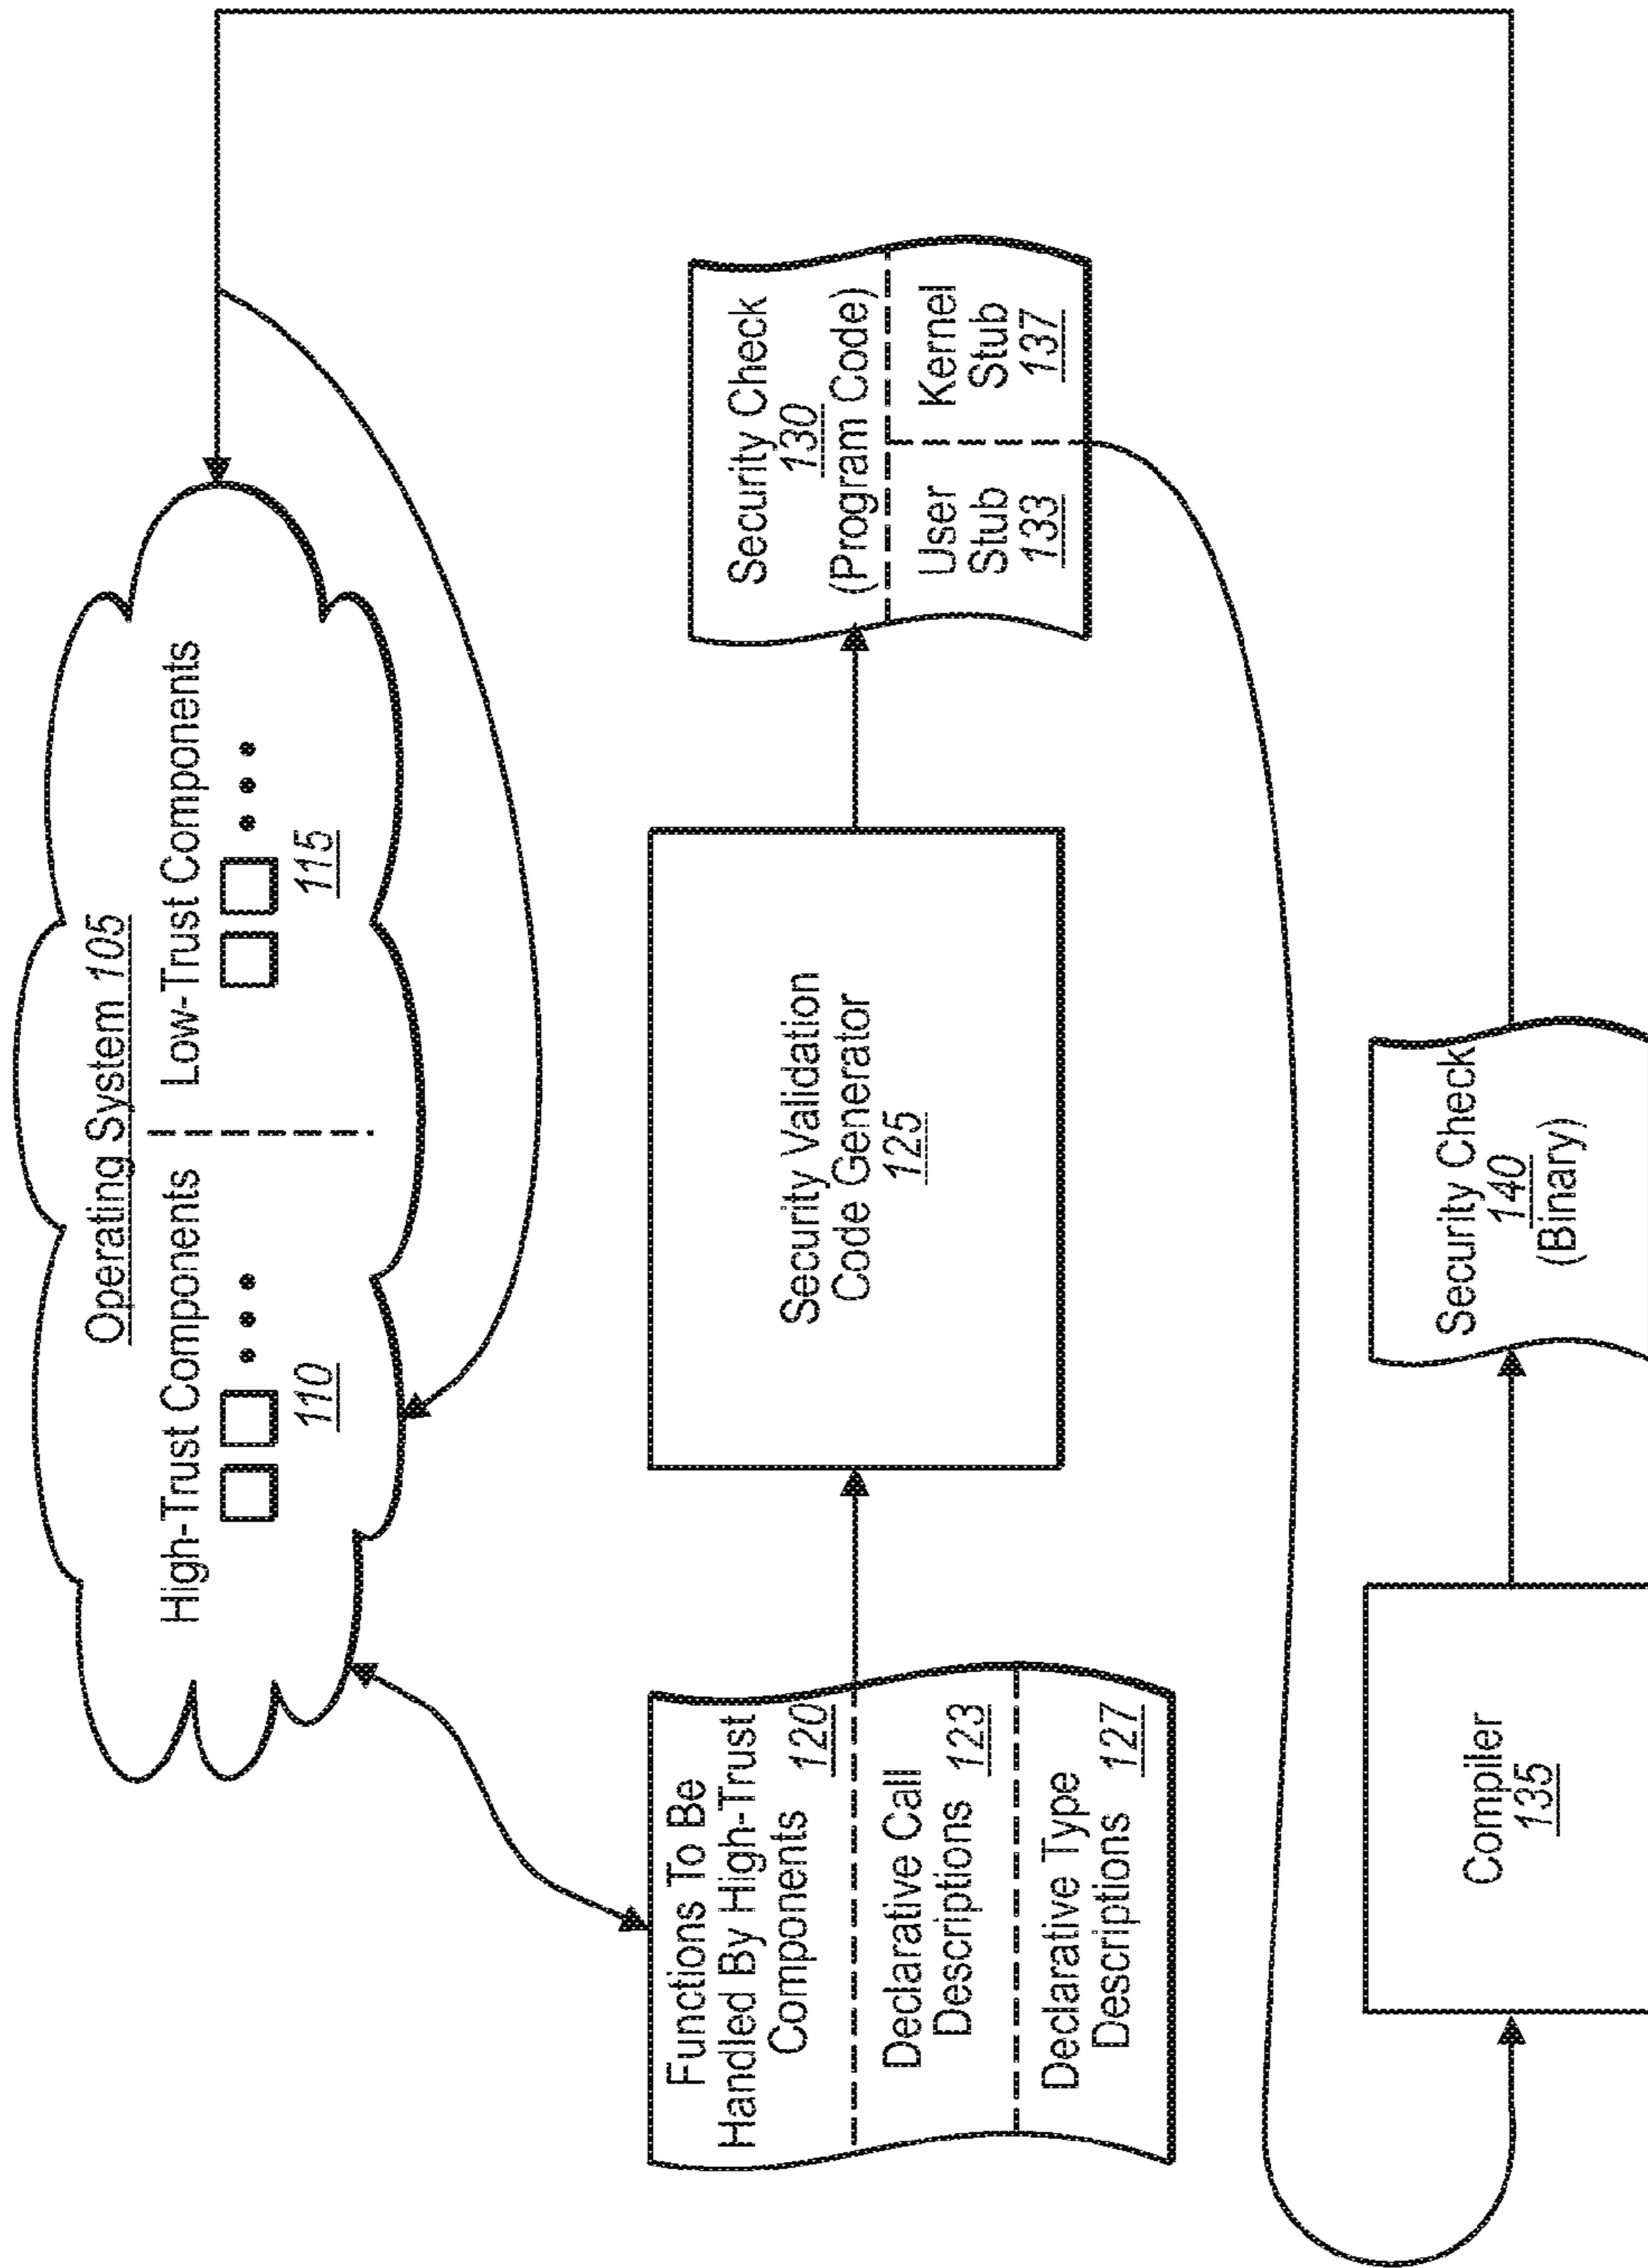 Operating System 105
High-Trust Components
110
Low-Trust Components
115
Functions To Be
Handled By High-Trust
Components 120
Declarative Call
Descriptions 123
Declarative Type
Descriptions 127
Security Validation
Code Generator
125
Security Check
130
(Program Code)
User
Stub
133
Kernel
Stub
137
Compiler
135
Security Check
140
(Binary)